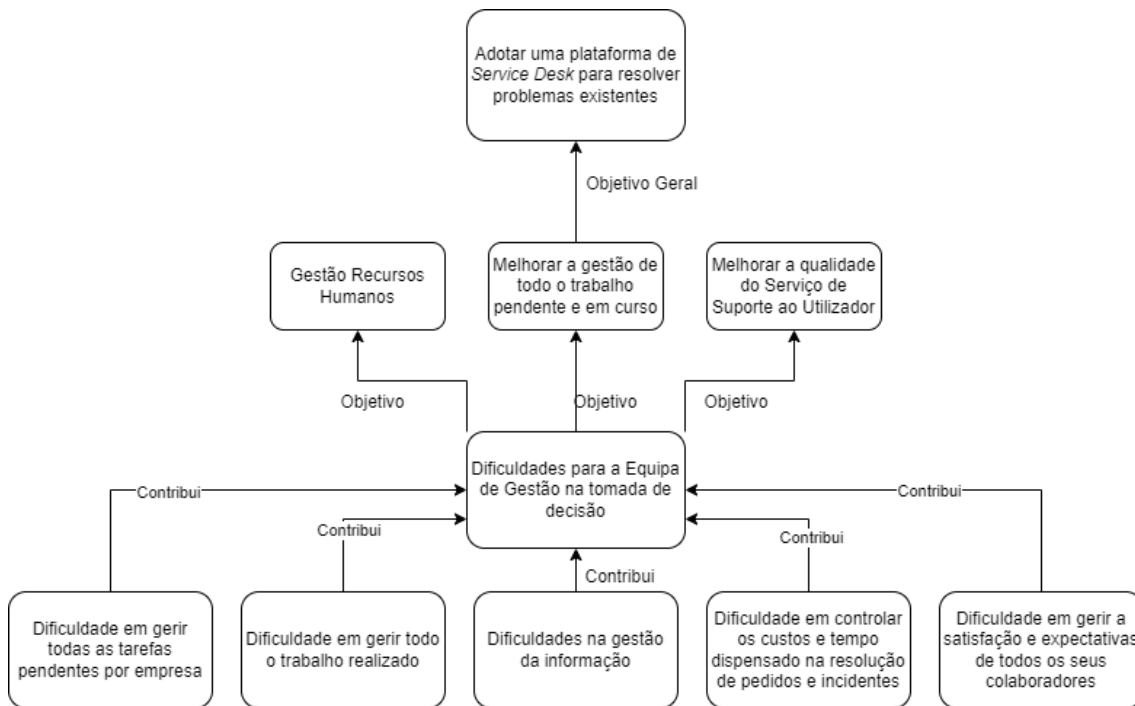 Adotar uma plataforma de
Service Desk para resolver
problemas existentes
Objetivo Geral
Gestão Recursos
Humanos
Melhorar a gestão de
todo o trabalho
pendente e em curso
Melhorar a qualidade
do Serviço de
Suporte ao Utilizador
Objetivo
Objetivo
Objetivo
Dificuldades para a Equipa
de Gestão na tomada de
decisão
Contribui
Contribui
Contribui
Contribui
Contribui
Dificuldade em gerir
todas as tarefas
pendentes por empresa
Dificuldade em gerir todo
o trabalho realizado
Dificuldades na gestão
da informação
Dificuldade em controlar
os custos e tempo
dispensado na resolução
de pedidos e incidentes
Dificuldade em gerir a
satisfação e expectativas
de todos os seus
colaboradores